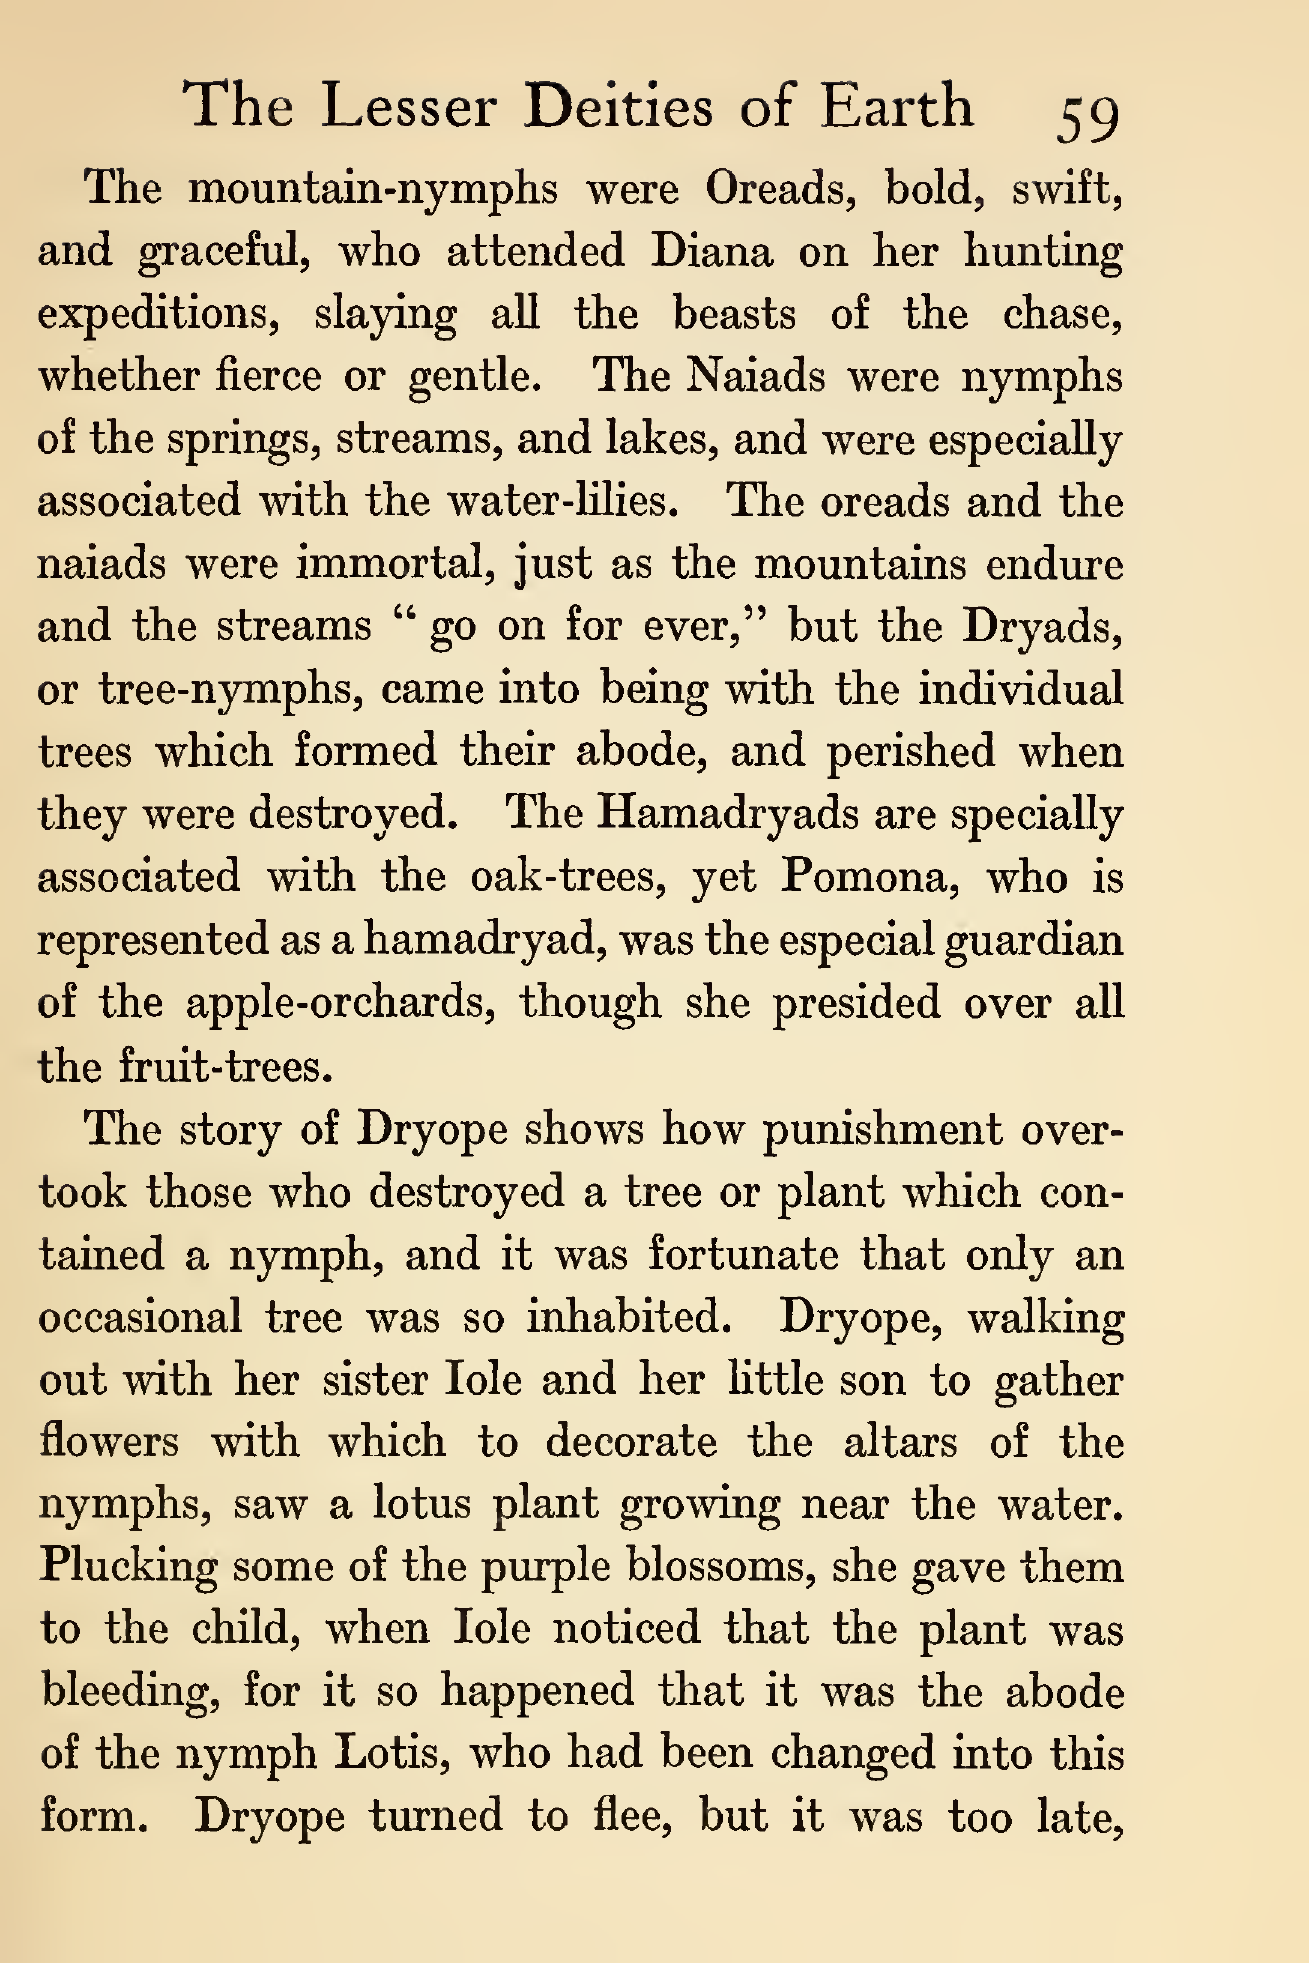 The Lesser Deities of Earth 59
The mountain-nymphs were Oreads, bold, swift,
and graceful, who attended Diana on her hunting
expeditions, slaying all the beasts of the chase,
whether fierce or gentle. The Naiads were nymphs
of the springs, streams, and lakes, and were especially
associated with the water-lilies. The oreads and the
naiads were immortal, just as the mountains endure
and the streams “ go on for ever,” but the Dryads,
or tree-nymphs, came into being with the individual
trees which formed their abode, and perished when
they were destroyed. The Hamadryads are specially
associated with the oak-trees, yet Pomona, who is
represented as a hamadryad, was the especial guardian
of the apple-orchards, though she presided over all
the fruit-trees.
The story of Dryope shows how punishment over-
took those who destroyed a tree or plant which con-
tained a nymph, and it was fortunate that only an
occasional tree was so inhabited. Dryope, walking
out with her sister Iole and her little son to gather
flowers with which to decorate the altars of the
nymphs, saw a lotus plant growing near the water.
Plucking some of the purple blossoms, she gave them
to the child, when Iole noticed that the plant was
bleeding, for it so happened that it was the abode
of the nymph Lotis, who had been changed into this
form. Dryope turned to flee, but it was too late,